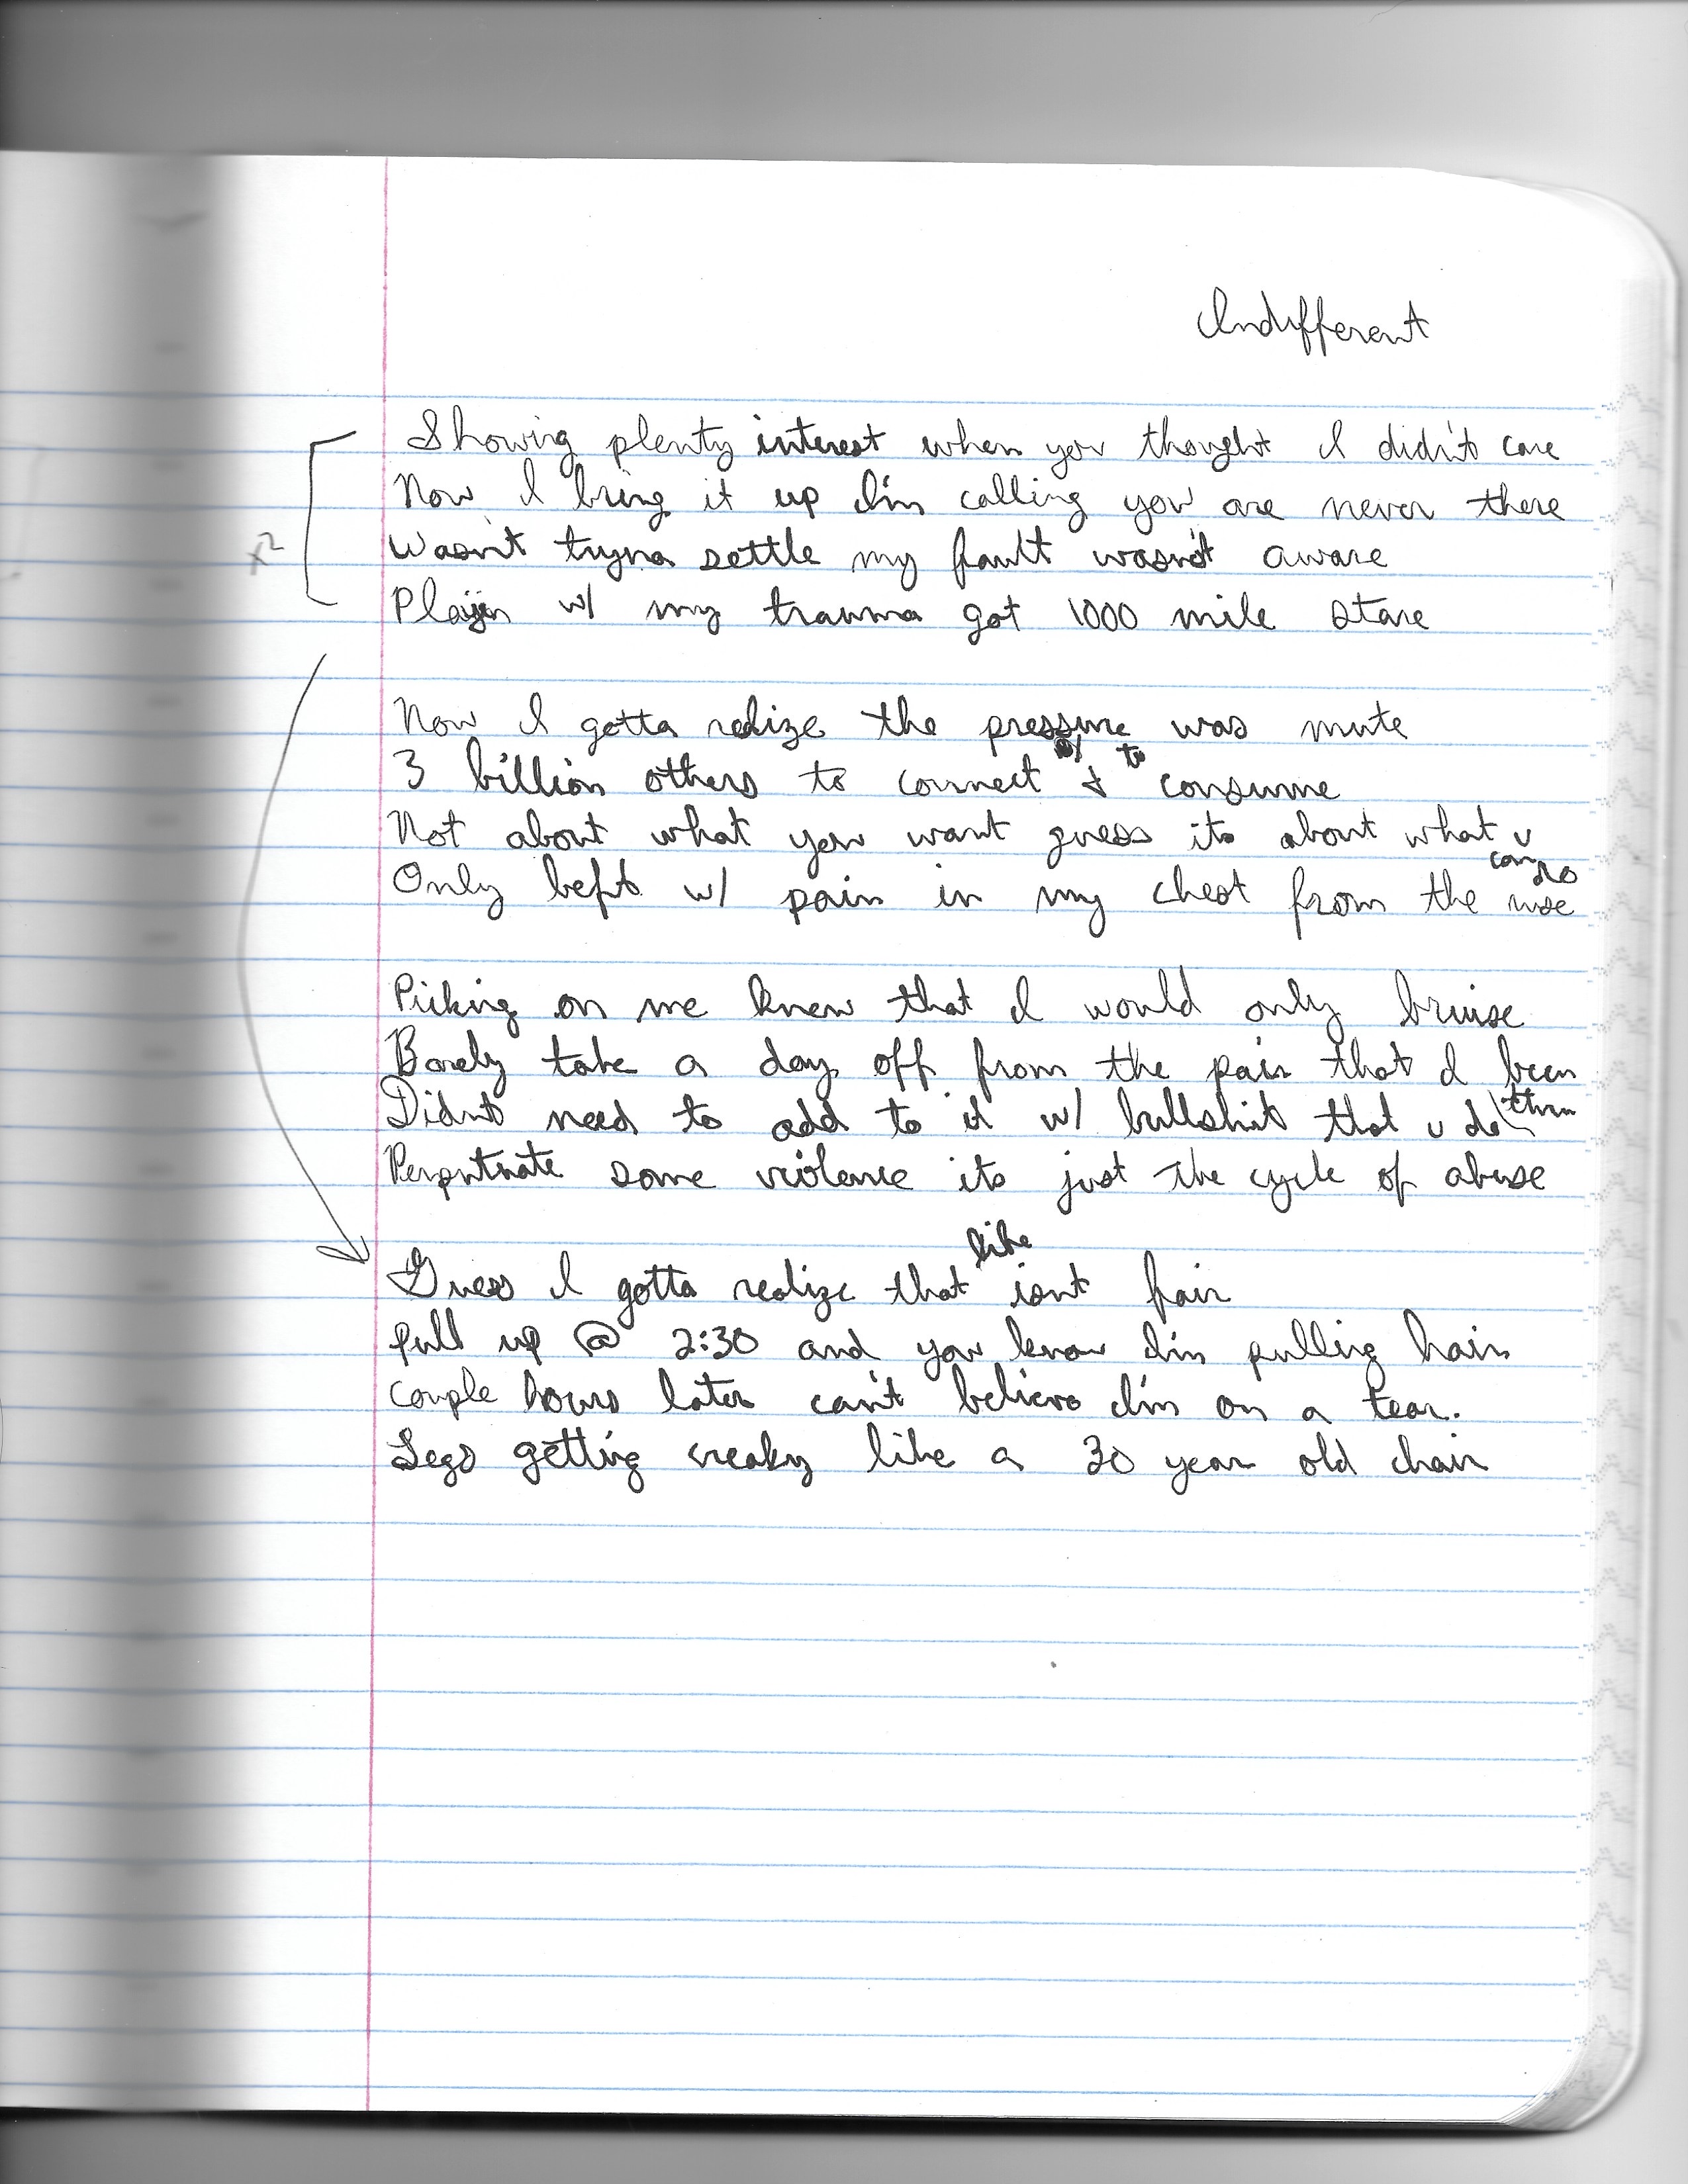 Indifferent
Showing plenty interest when you thought I didn't care
Now I bring it up I'm calling you are never there
x2
Wasn't tryna settle my fault wasn't aware
Playin w/ my trauma got 1000 mile stare
Now I gotta realize the pressure was mute
3 billion others to connect w/ & to consume
Not about what you want guess its about what u can do
Only left w/ pain in my chest from the
Picking on me knew that I would only bruise
Barely take a day off from the pain that I been thru
Didnt need to add to it w/ bullshit that u do
Perputuate some violence its just the cycle of abuse
Guess I gotta realize that like isnt fair
pull up @ 2:30 and you know I'm pulling hair
Couple hours later can't believe I'm on a tear.
Legs getting creaky like a 30 year old chair